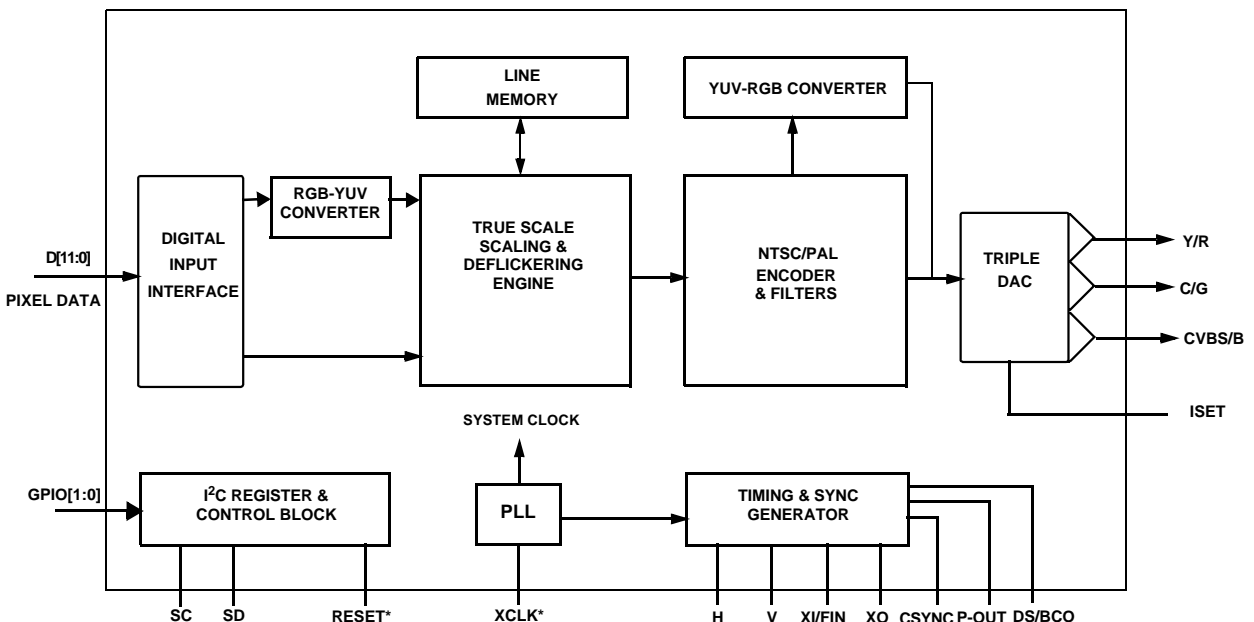 LINE
MEMORY
YUV-RGB CONVERTER
RGB-YUV
CONVERTER
DIGITAL
INPUT
INTERFACE
TRUE SCALE
SCALING &
DEFLICKERING
ENGINE
NTSC/PAL
ENCODER
& FILTERS
TRIPLE
DAC
D[11:0]
PIXEL DATA
Y/R
C/G
CVBS/B
ISET
SYSTEM CLOCK
GPIO[1:0]
I²C REGISTER &
CONTROL BLOCK
PLL
TIMING & SYNC
GENERATOR
SC
SD
RESET*
XCLK*
H
V
XI/FIN
XO
CSYNC
P-OUT
DS/BCO